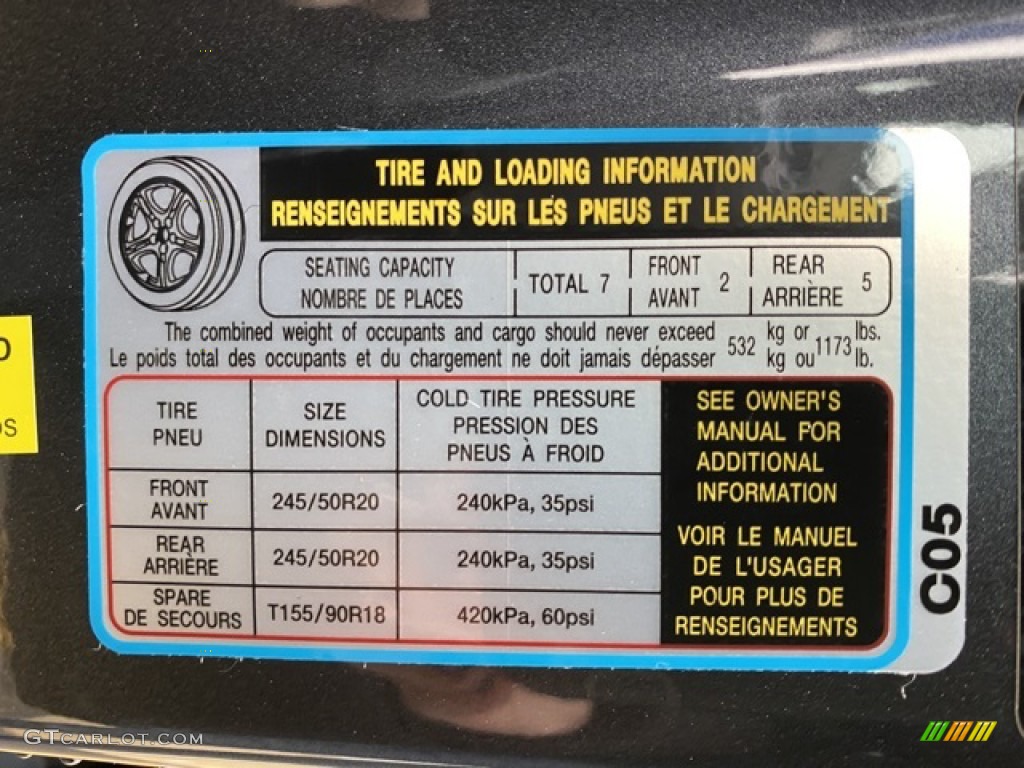 TIRE AND LOADING INFORMATION
RENSEIGNEMENTS SUR LES PNEUS ET LE CHARGEMENT
SEATING CAPACITY
NOMBRE DE PLACES
TOTAL 7
FRONT
AVANT
2
REAR
ARRIÈRE
5
The combined weight of occupants and cargo should never exceed
Le poids total des occupants et du chargement ne doit jamais dépasser
532
kg or
kg ou
1173
lbs.
lb.
TIRE
PNEU
SIZE
DIMENSIONS
COLD TIRE PRESSURE
PRESSION DES
PNEUS À FROID
FRONT
AVANT
245/50R20
240kPa, 35psi
REAR
ARRIÈRE
245/50R20
240kPa, 35psi
SPARE
DE SECOURS
T155/90R18
420kPa, 60psi
SEE OWNER'S
MANUAL FOR
ADDITIONAL
INFORMATION
VOIR LE MANUEL
DE L'USAGER
POUR PLUS DE
RENSEIGNEMENTS
C05
GTCARLOT.COM